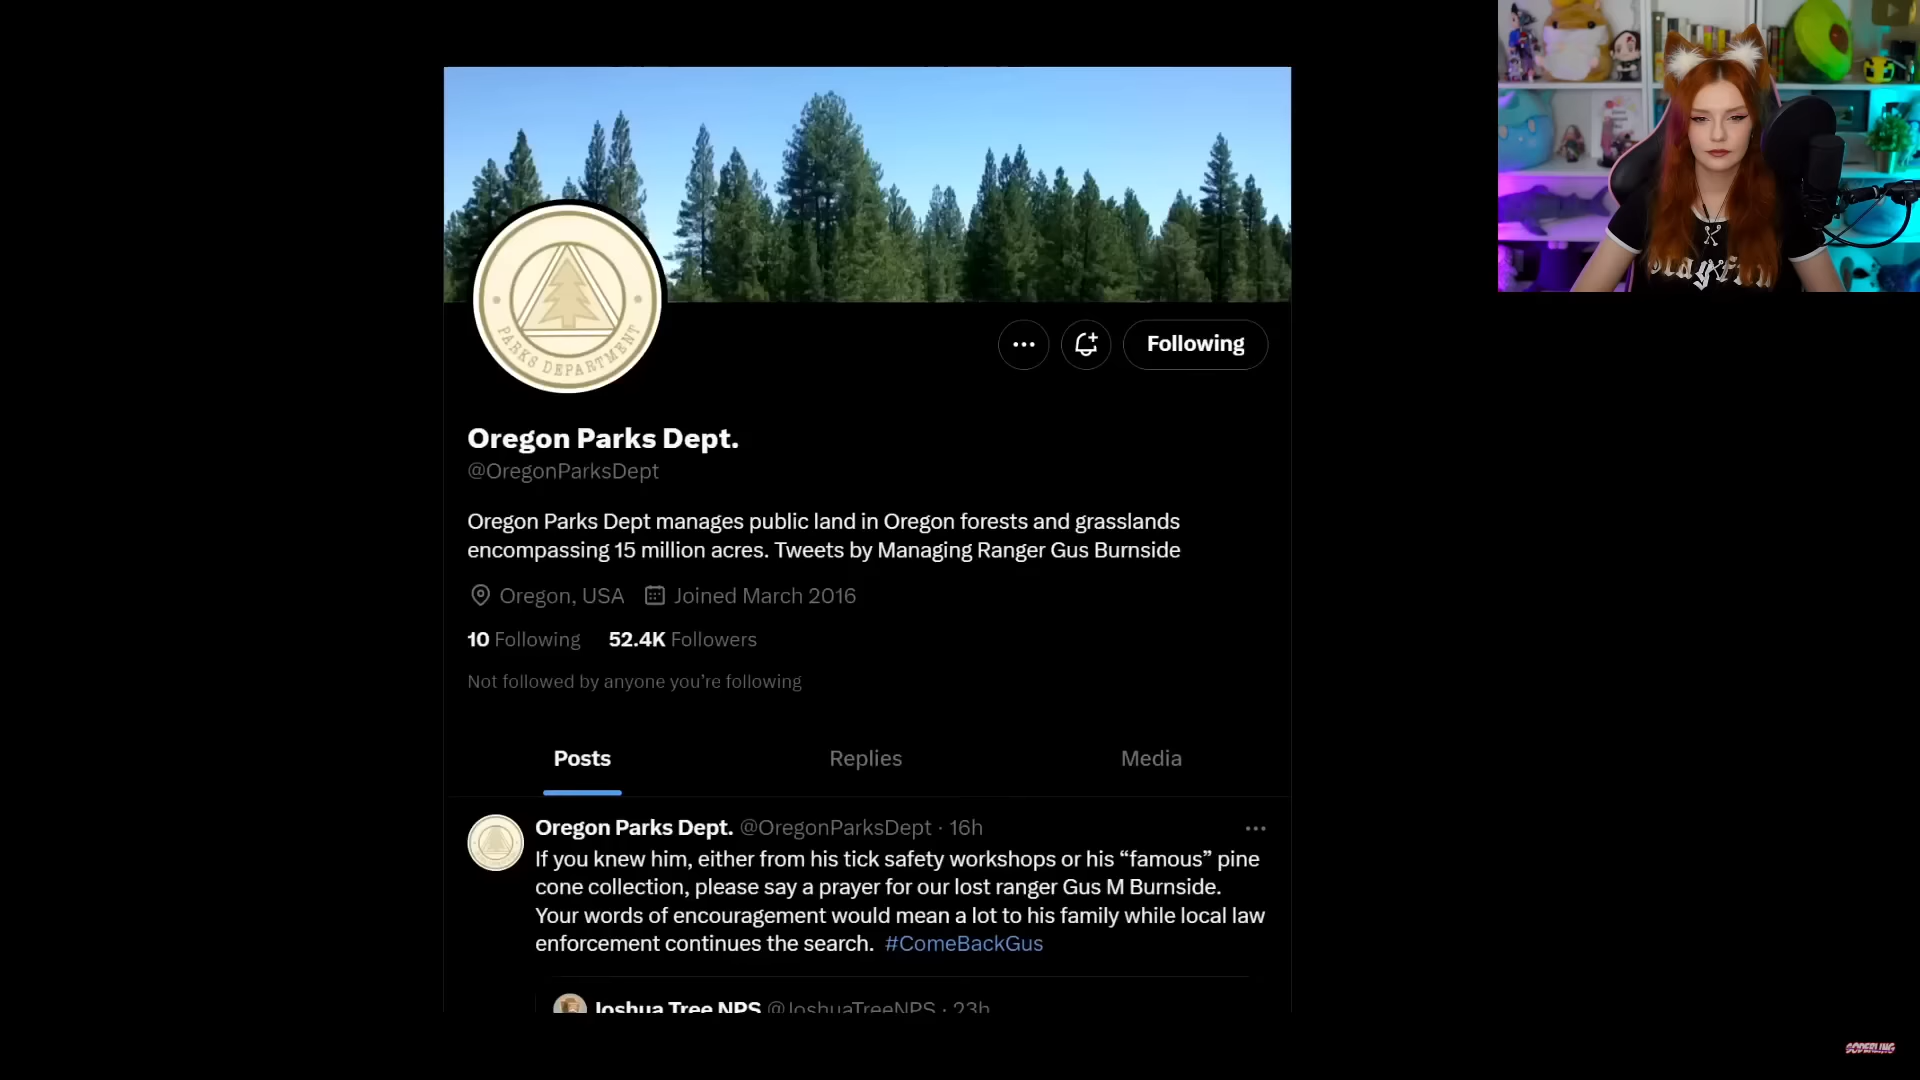 PARKS DEPARTMENT
Following
Oregon Parks Dept.
@OregonParksDept
Oregon Parks Dept manages public land in Oregon forests and grasslands
encompassing 15 million acres. Tweets by Managing Ranger Gus Burnside
Oregon, USA Joined March 2016
10 Following 52.4K Followers
Not followed by anyone you’re following
Posts Replies Media
Oregon Parks Dept. @OregonParksDept · 16h
If you knew him, either from his tick safety workshops or his “famous” pine
cone collection, please say a prayer for our lost ranger Gus M Burnside.
Your words of encouragement would mean a lot to his family while local law
enforcement continues the search. #ComeBackGus
Joshua Tree NPS @JoshuaTreeNPS · 23h
SODERLING